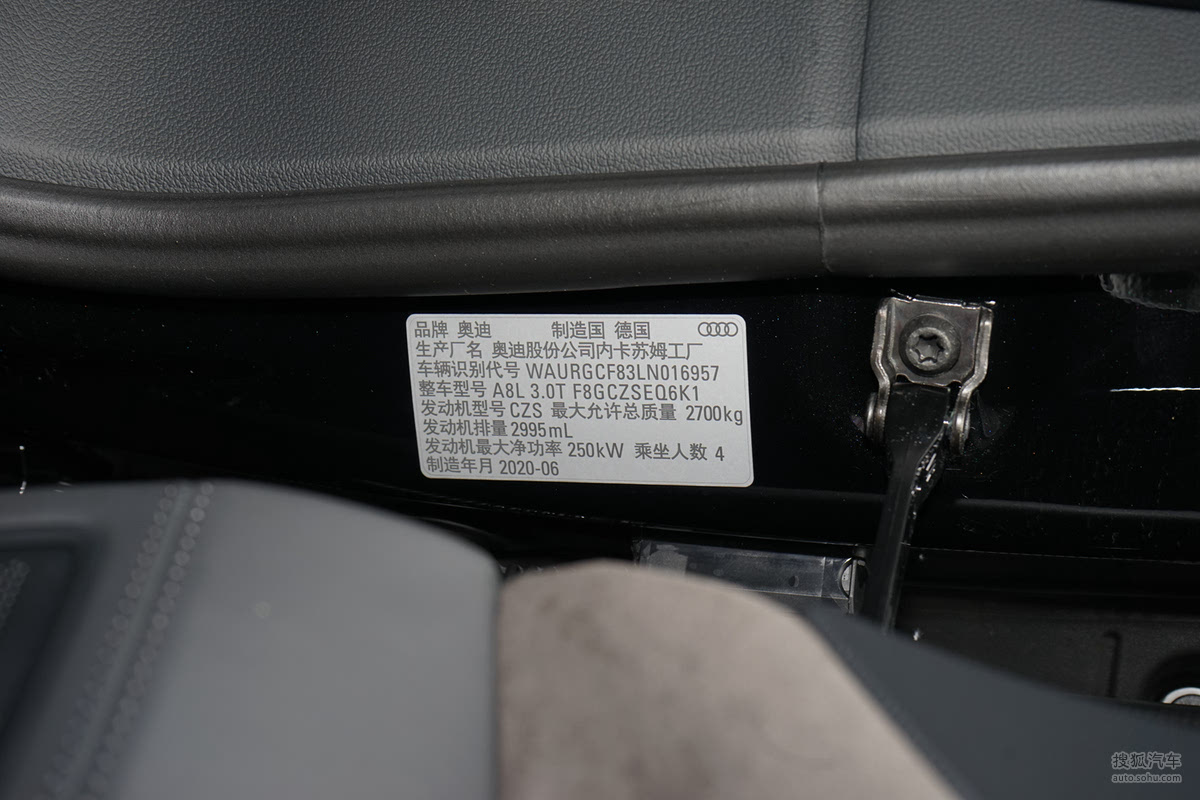 品牌 奥迪 制造国 德国
生产厂名 奥迪股份公司内卡苏姆工厂
车辆识别代号 WAURGCF83LN016957
整车型号 A8L 3.0T F8GCZSEQ6K1
发动机型号 CZS 最大允许总质量 2700kg
发动机排量 2995mL
发动机最大净功率 250kW 乘坐人数 4
制造年月 2020-06
搜狐汽车
auto.sohu.com